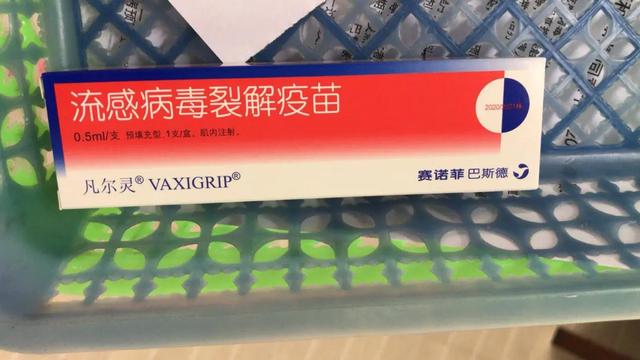 流感病毒裂解疫苗
0.5ml/支 预填充型 1支/盒。肌内注射。
凡尔灵® VAXIGRIP®
赛诺菲 巴斯德